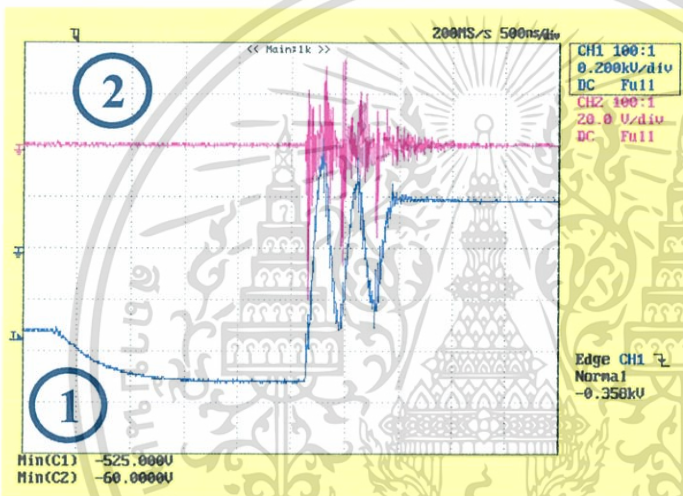 200MS/s 500ns/div
<< Main:1k >>
CH1 100:1
0.200kV/div
DC Full
CH2 100:1
20.0 V/div
DC Full
2
1
Edge CH1
Normal
-0.358kV
Min(C1) -525.000V
Min(C2) -60.0000V